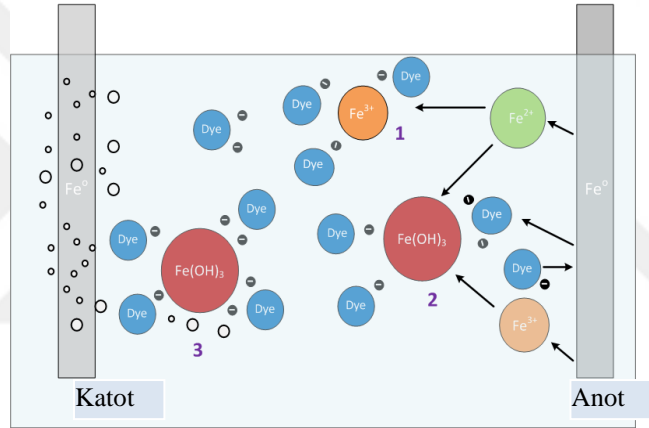 Dye
Dye
Fe³⁺
Fe²⁺
Dye
1
Dye
Fe⁰
Fe⁰
Dye
Dye
Dye
Dye
Fe(OH)₃
Dye
Fe(OH)₃
Dye
2
Dye
Dye
Dye
Fe³⁺
3
Katot
Anot